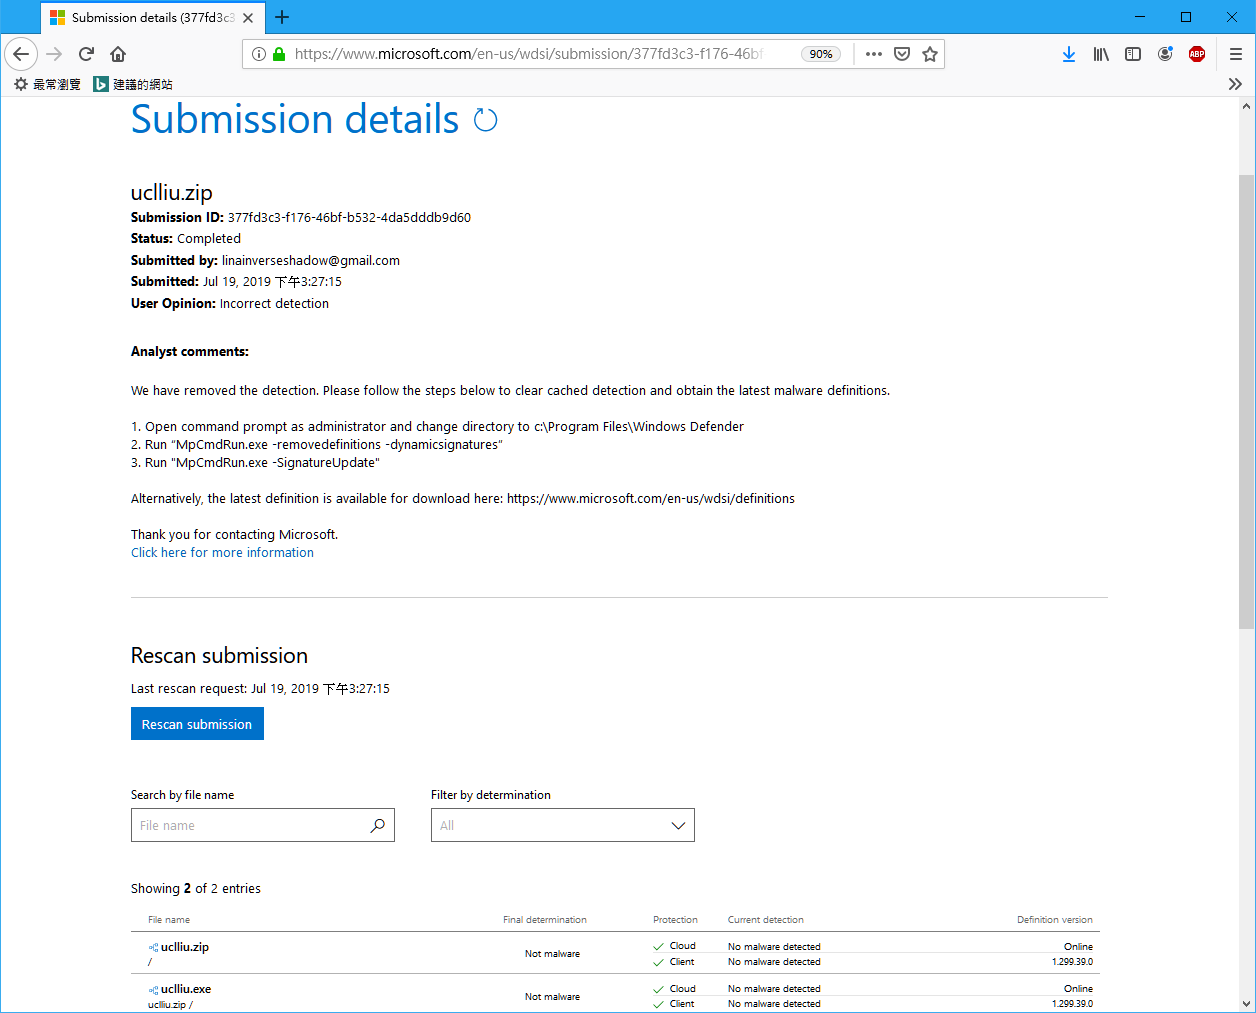 Submission details (377fd3c3
https://www.microsoft.com/en-us/wdsi/submission/377fd3c3-f176-46bf
90%
ABP
最常瀏覽
建議的網站
Submission details
uclliu.zip
Submission ID: 377fd3c3-f176-46bf-b532-4da5dddb9d60
Status: Completed
Submitted by: linainverseshadow@gmail.com
Submitted: Jul 19, 2019 下午3:27:15
User Opinion: Incorrect detection
Analyst comments:
We have removed the detection. Please follow the steps below to clear cached detection and obtain the latest malware definitions.
1. Open command prompt as administrator and change directory to c:\Program Files\Windows Defender
2. Run “MpCmdRun.exe -removedefinitions -dynamicsignatures”
3. Run "MpCmdRun.exe -SignatureUpdate"
Alternatively, the latest definition is available for download here: https://www.microsoft.com/en-us/wdsi/definitions
Thank you for contacting Microsoft.
Click here for more information
Rescan submission
Last rescan request: Jul 19, 2019 下午3:27:15
Rescan submission
Search by file name
Filter by determination
File name
All
Showing 2 of 2 entries
File name Final determination Protection Current detection Definition version
uclliu.zip Cloud No malware detected Online
Not malware
/ Client No malware detected 1.299.39.0
uclliu.exe Cloud No malware detected Online
Not malware
uclliu.zip / Client No malware detected 1.299.39.0